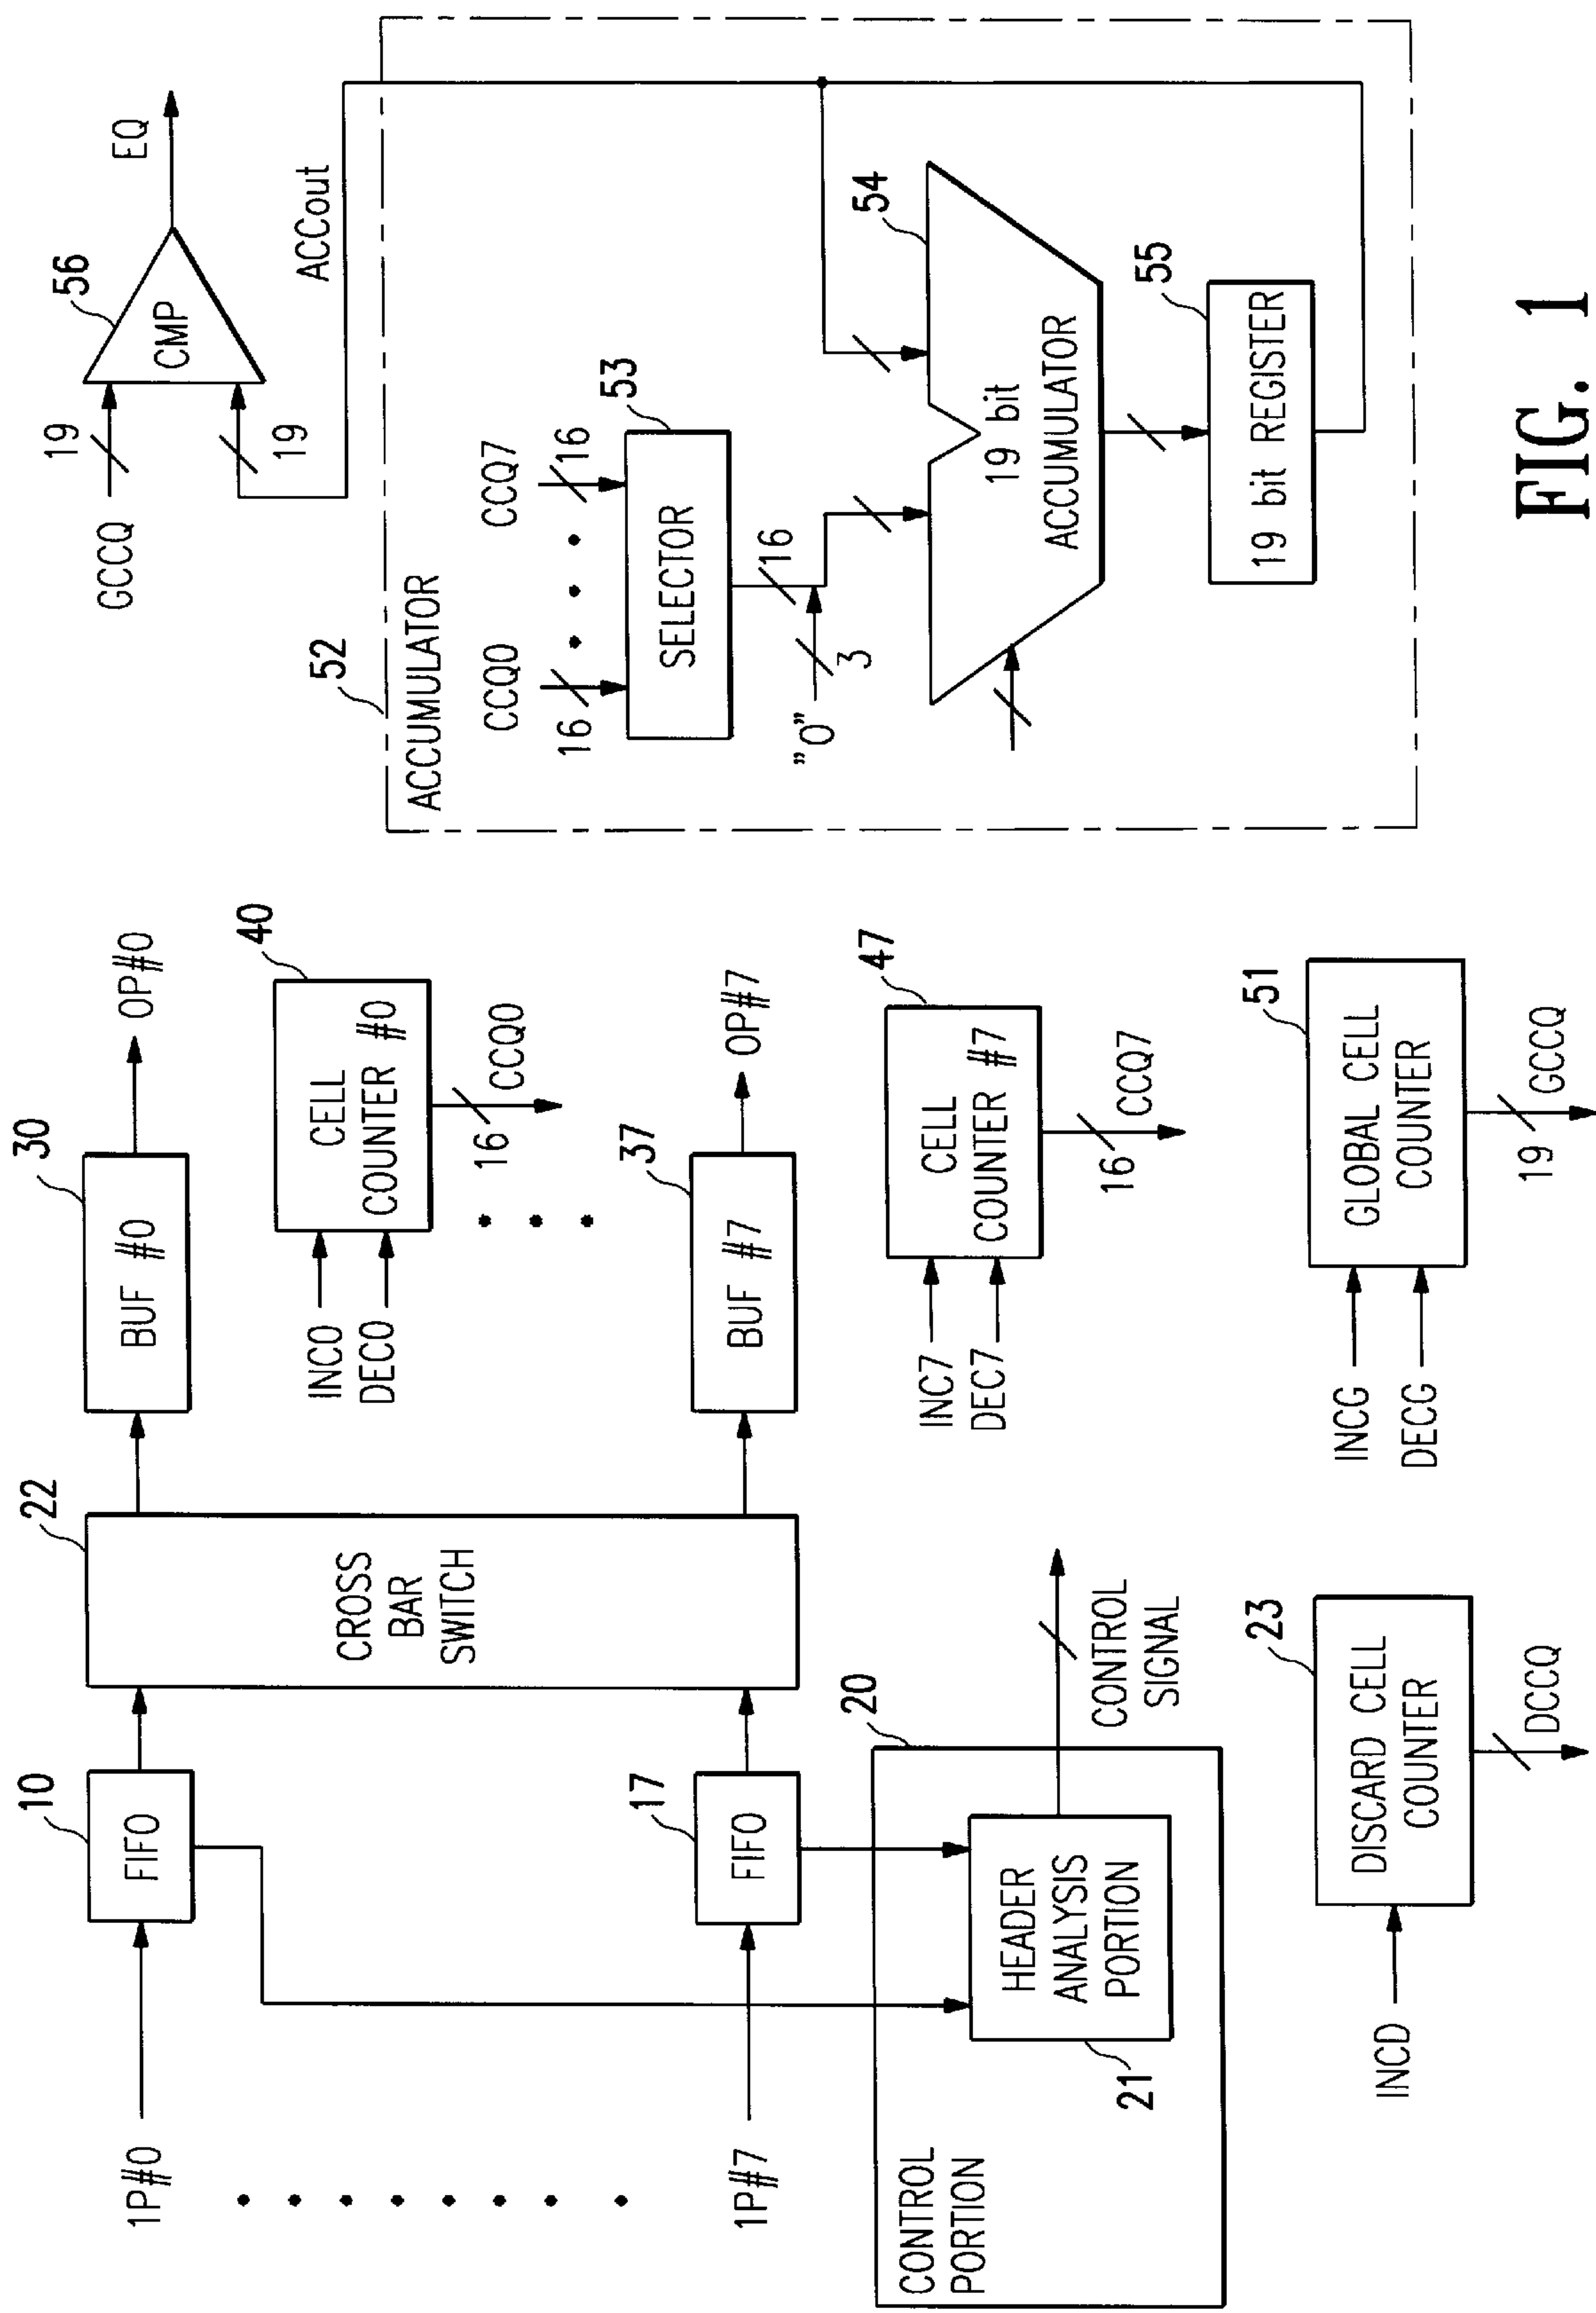 1P#0
10
FIFO
22
CROSS
BAR
SWITCH
30
BUF #0
OP#0
INC0
DEC0
40
CELL
COUNTER #0
16
CCQ0
1P#7
17
FIFO
37
BUF #7
OP#7
INC7
DEC7
47
CELL
COUNTER #7
16
CCQ7
CONTROL
PORTION
20
21
HEADER
ANALYSIS
PORTION
CONTROL
SIGNAL
INCD
23
DISCARD CELL
COUNTER
DCCQ
INCG
DECG
51
GLOBAL CELL
COUNTER
19
GCCQ
GCCQ
19
56
CMP
EQ
19
ACCout
52
ACCUMULATOR
CCQ0
CCQ7
16
16
53
SELECTOR
16
"0"
3
54
19 bit
ACCUMULATOR
55
19 bit REGISTER
FIG. 1